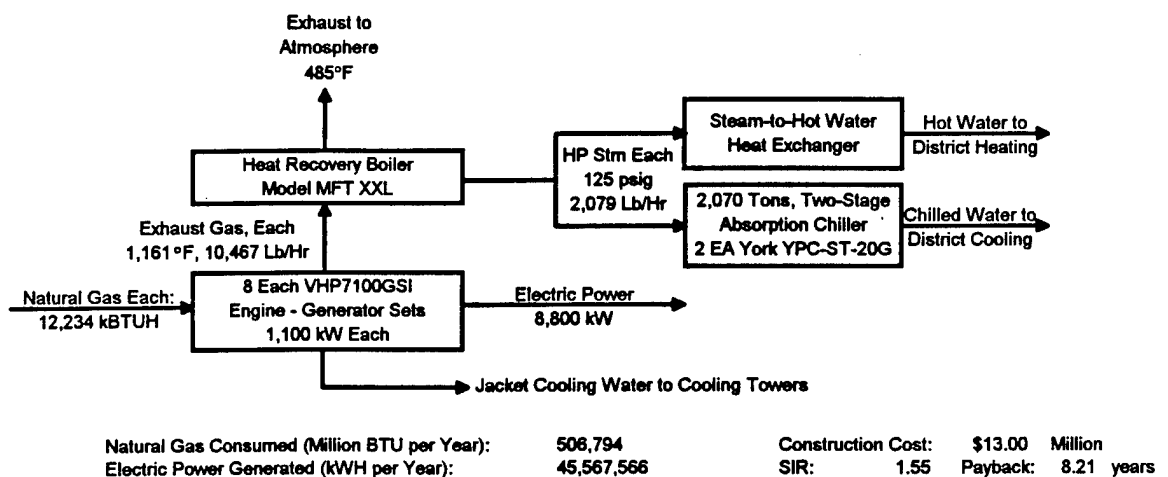 Exhaust to
Atmosphere
485°F
Heat Recovery Boiler
Model MFT XXL
HP Stm Each
125 psig
2,079 Lb/Hr
Steam-to-Hot Water
Heat Exchanger
Hot Water to
District Heating
2,070 Tons, Two-Stage
Absorption Chiller
2 EA York YPC-ST-20G
Chilled Water to
District Cooling
Exhaust Gas, Each
1,161°F, 10,467 Lb/Hr
Natural Gas Each:
12,234 kBTUH
8 Each VHP7100GSI
Engine - Generator Sets
1,100 kW Each
Electric Power
8,800 kW
Jacket Cooling Water to Cooling Towers
Natural Gas Consumed (Million BTU per Year): 506,794 Construction Cost: $13.00 Million
Electric Power Generated (kWH per Year): 45,567,566 SIR: 1.55 Payback: 8.21 years